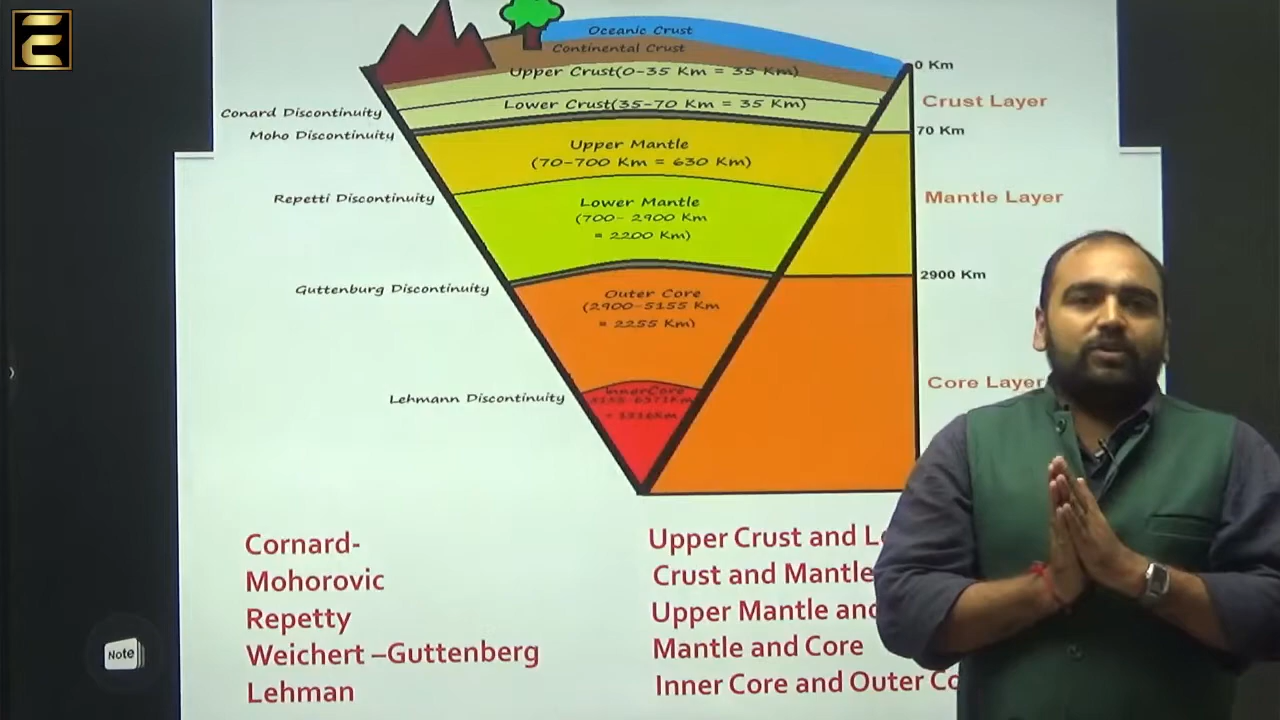 Oceanic Crust
Continental Crust
Upper Crust(0-35 Km = 35 Km)
0 Km
Lower Crust(35-70 Km = 35 Km)
Crust Layer
Conard Discontinuity
Moho Discontinuity
70 Km
Upper Mantle
(70-700 Km = 630 Km)
Repetti Discontinuity
Mantle Layer
Lower Mantle
(700- 2900 Km
= 2200 Km)
2900 Km
Guttenburg Discontinuity
Outer Core
(2900-5155 Km
= 2255 Km)
Core Layer
InnerCore
Lehmann Discontinuity
Cornard-
Upper Crust and
Mohorovic
Crust and Mantle
Repetty
Upper Mantle and
Weichert –Guttenberg
Mantle and Core
Lehman
Inner Core and Outer
Note